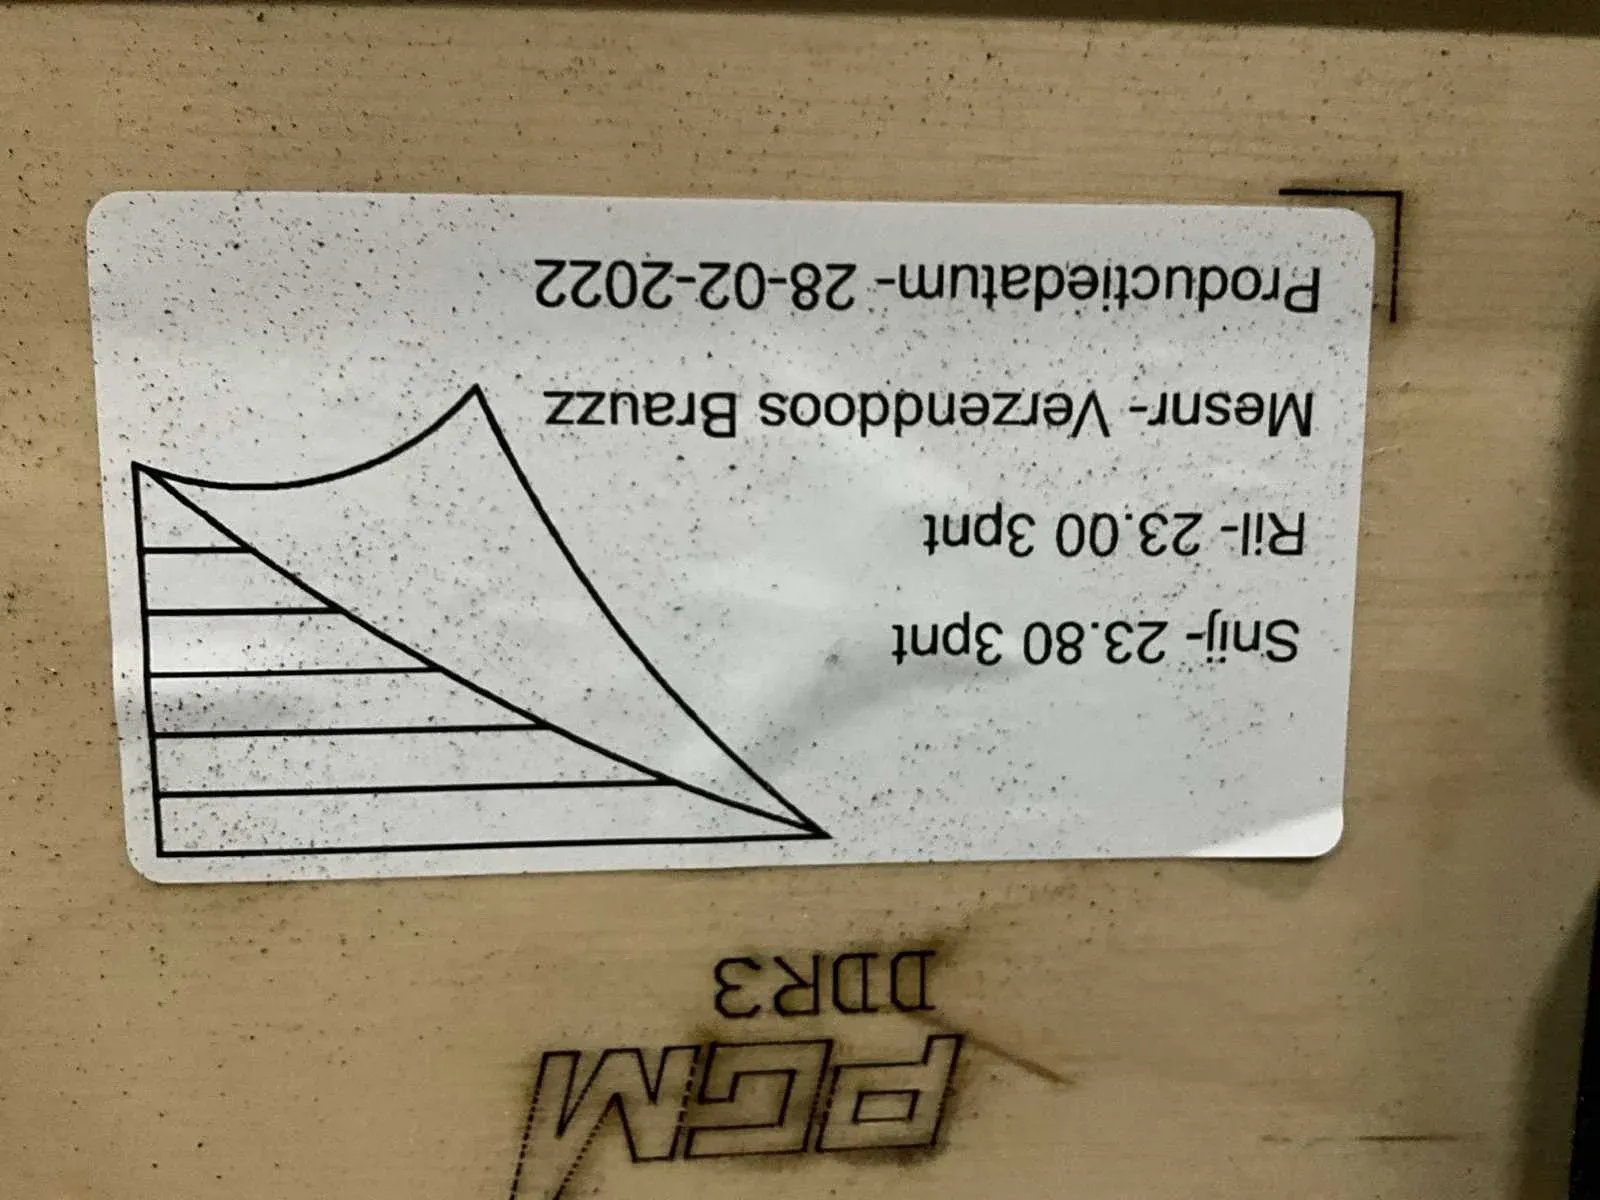 PGM
DDR3
Snij- 23.80 3pnt
Ril- 23.00 3pnt
Mesnr- Verzenddoos Brauzz
Productiedatum- 28-02-2022